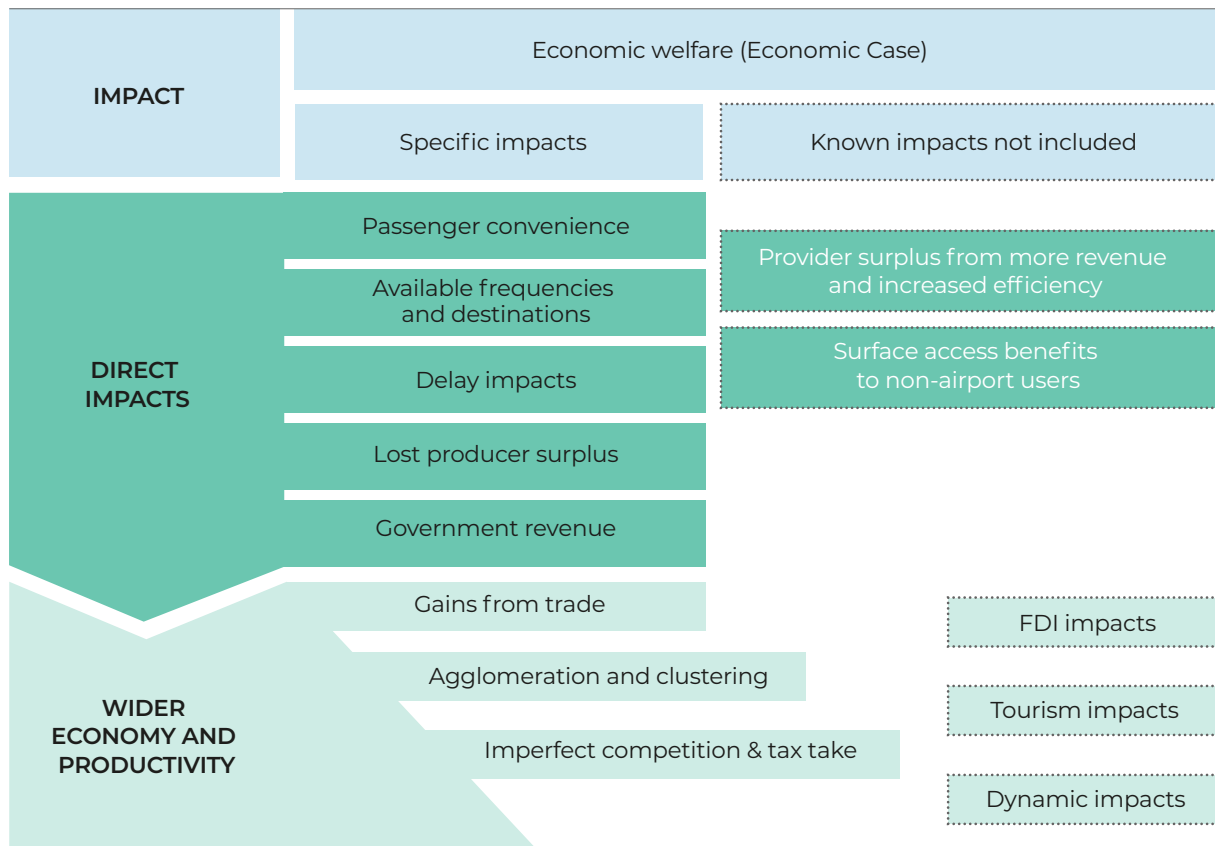 IMPACT
Economic welfare (Economic Case)
Specific impacts
Known impacts not included
DIRECT
IMPACTS
Passenger convenience
Available frequencies
and destinations
Delay impacts
Lost producer surplus
Government revenue
Provider surplus from more revenue
and increased efficiency
Surface access benefits
to non-airport users
WIDER
ECONOMY AND
PRODUCTIVITY
Gains from trade
Agglomeration and clustering
Imperfect competition & tax take
FDI impacts
Tourism impacts
Dynamic impacts